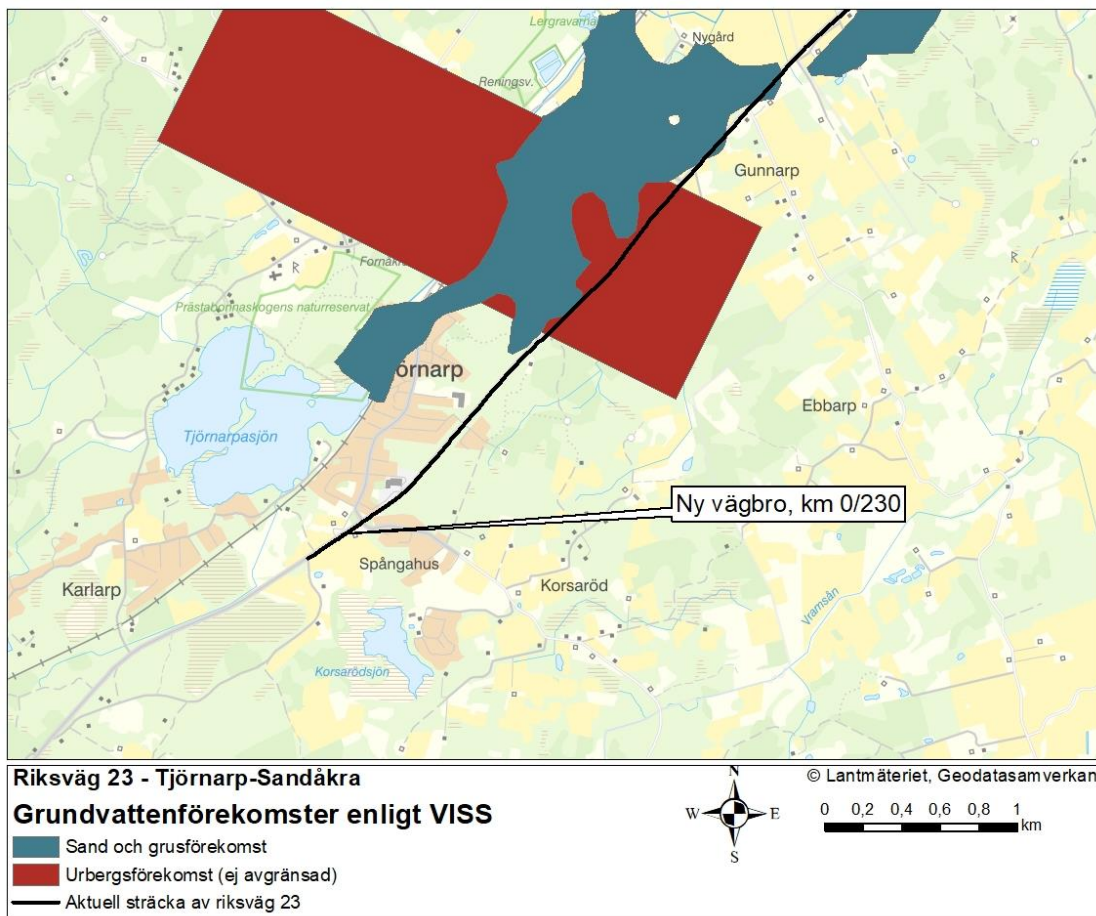 Lergravarna
Nygård
Reningsv.
Gunnarp
Prästabonnaskogens naturreservat
Tjörnarpasjön
Ebbarp
Ny vägbro, km 0/230
Spångahus
Karlarp
Korsaröd
Vramsån
Korsarödsjön
Riksväg 23 - Tjörnarp-Sandåkra
Grundvattenförekomster enligt VISS
Sand och grusförekomst
Urbergsförekomst (ej avgränsad)
Aktuell sträcka av riksväg 23
N
W
E
S
© Lantmäteriet, Geodatasamverkan
0 0,2 0,4 0,6 0,8 1
km